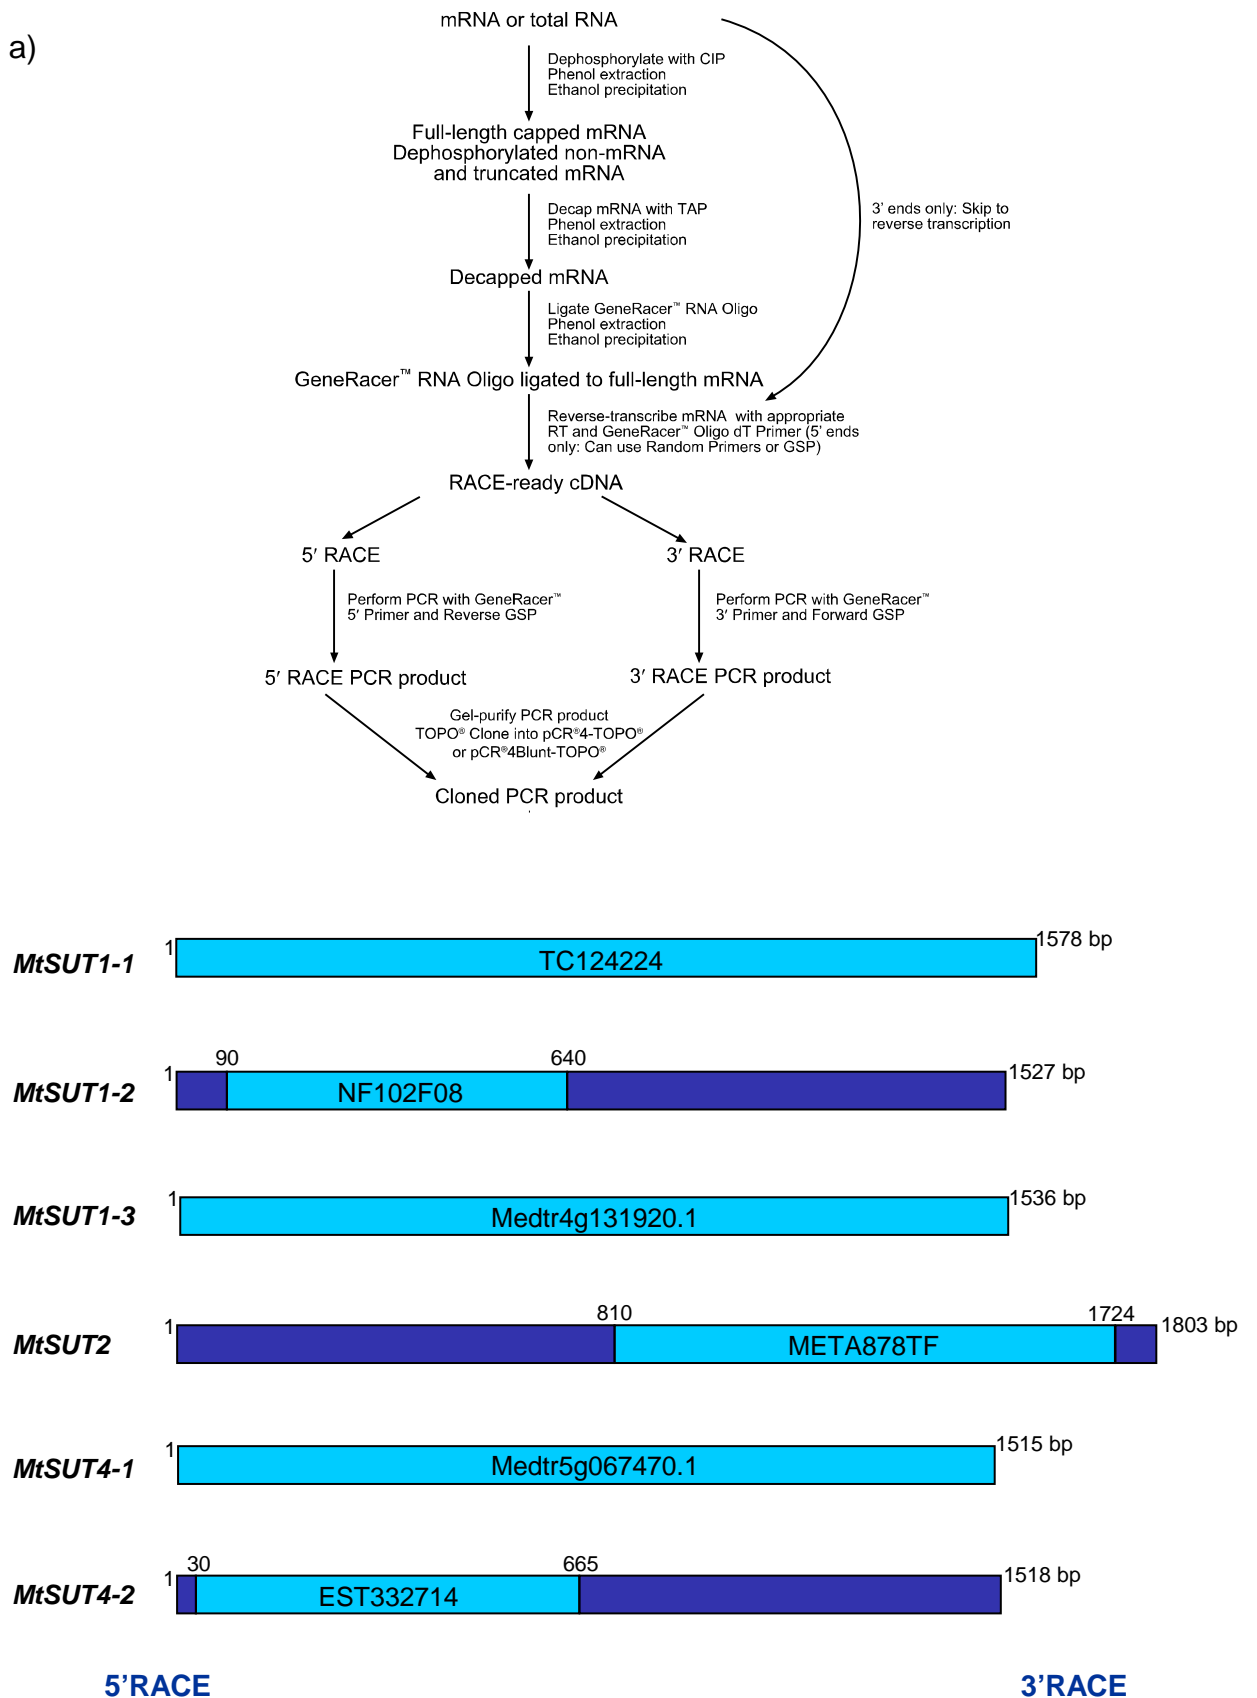 a)
mRNA or total RNA
Dephosphorylate with CIP
Phenol extraction
Ethanol precipitation
Full-length capped mRNA
Dephosphorylated non-mRNA
and truncated mRNA
Decap mRNA with TAP
Phenol extraction
Ethanol precipitation
3' ends only: Skip to
reverse transcription
Decapped mRNA
Ligate GeneRacer™ RNA Oligo
Phenol extraction
Ethanol precipitation
GeneRacer™ RNA Oligo ligated to full-length mRNA
Reverse-transcribe mRNA with appropriate
RT and GeneRacer™ Oligo dT Primer (5' ends
only: Can use Random Primers or GSP)
RACE-ready cDNA
5′ RACE
3′ RACE
Perform PCR with GeneRacer™
5′ Primer and Reverse GSP
Perform PCR with GeneRacer™
3′ Primer and Forward GSP
5′ RACE PCR product
3′ RACE PCR product
Gel-purify PCR product
TOPO® Clone into pCR®4-TOPO®
or pCR®4Blunt-TOPO®
Cloned PCR product
MtSUT1-1
1
TC124224
1578 bp
MtSUT1-2
1
90
NF102F08
640
1527 bp
MtSUT1-3
1
Medtr4g131920.1
1536 bp
MtSUT2
1
810
META878TF
1724
1803 bp
MtSUT4-1
1
Medtr5g067470.1
1515 bp
MtSUT4-2
1
30
EST332714
665
1518 bp
5'RACE
3'RACE